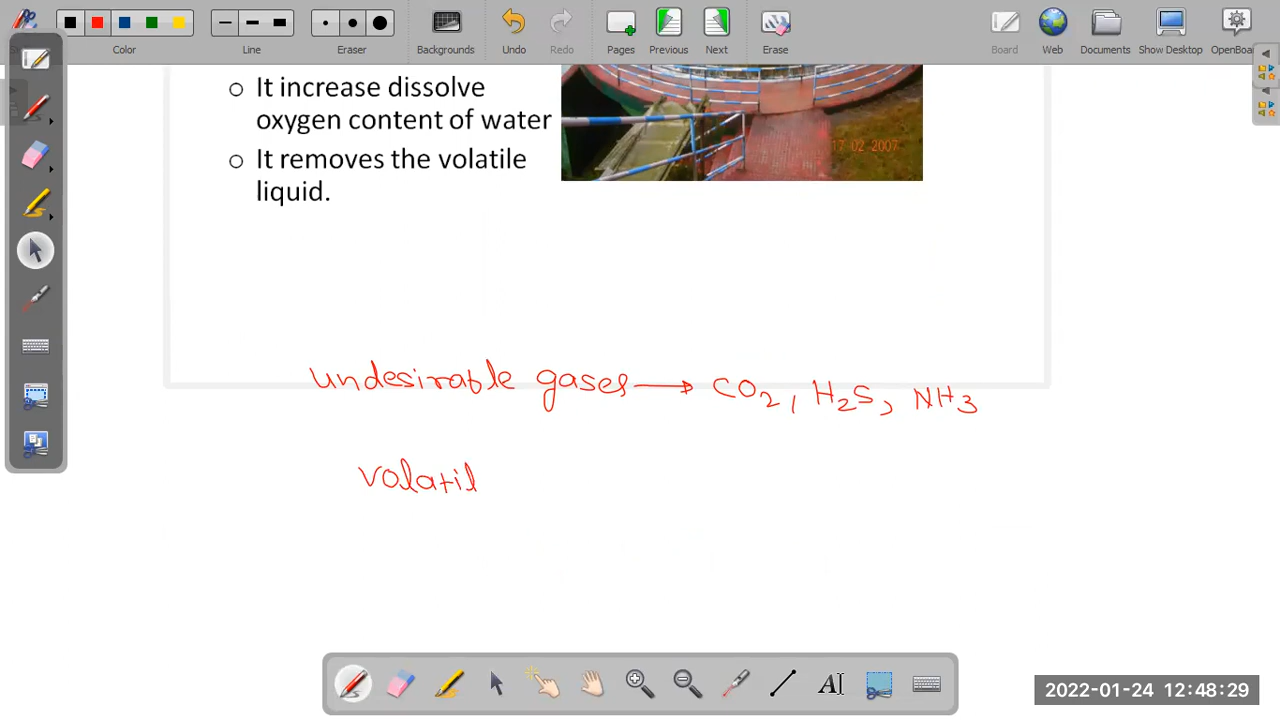 Color
Line
Eraser
Backgrounds
Undo
Redo
Pages
Previous
Next
Erase
Board
Web
Documents
Show Desktop
OpenBoa
It increase dissolve
oxygen content of water
It removes the volatile
liquid.
17 02 2007
undesirable gases → CO2, H2S, NH3
volatil
2022-01-24 12:48:29